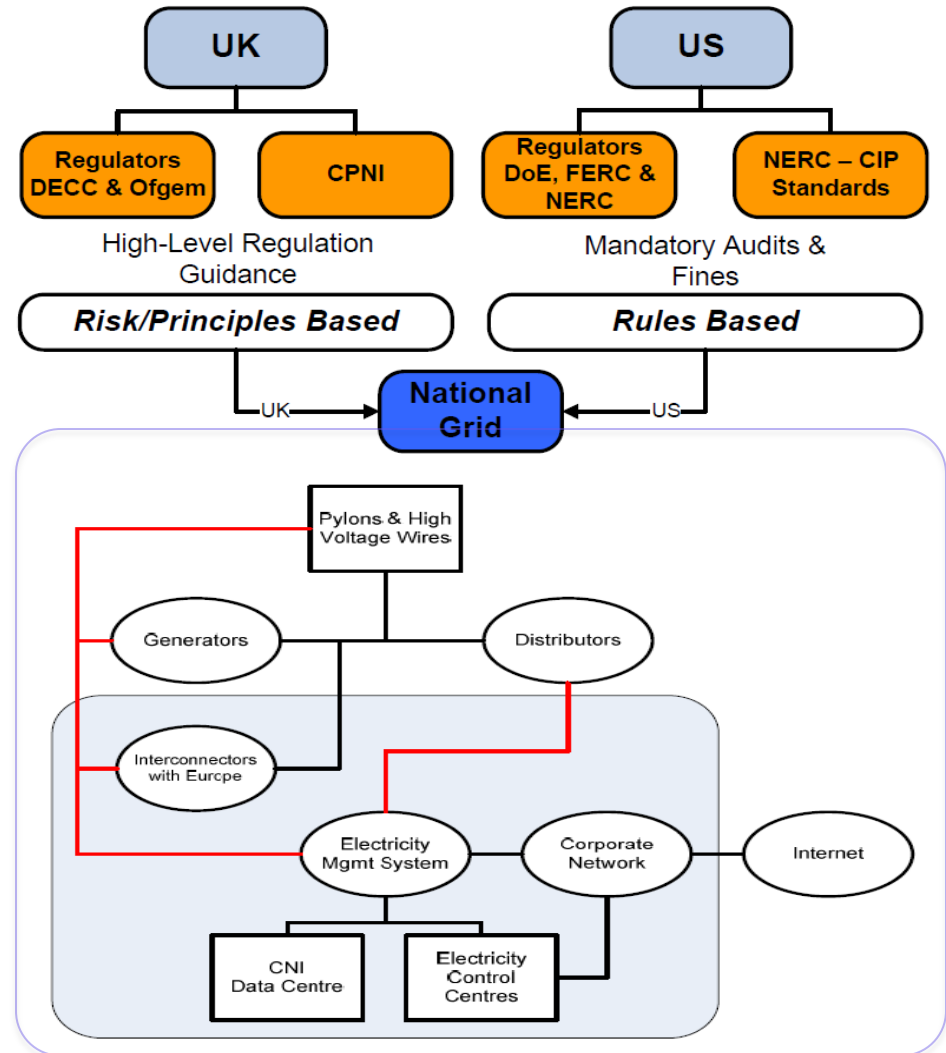 UK
US
Regulators
DECC & Ofgem
CPNI
Regulators
DoE, FERC &
NERC
NERC – CIP
Standards
High-Level Regulation
Guidance
Mandatory Audits &
Fines
Risk/Principles Based
Rules Based
National
Grid
UK
US
Pylons & High
Voltage Wires
Generators
Distributors
Interconnectors
with Europe
Electricity
Mgmt System
Corporate
Network
Internet
CNI
Data Centre
Electricity
Control
Centres